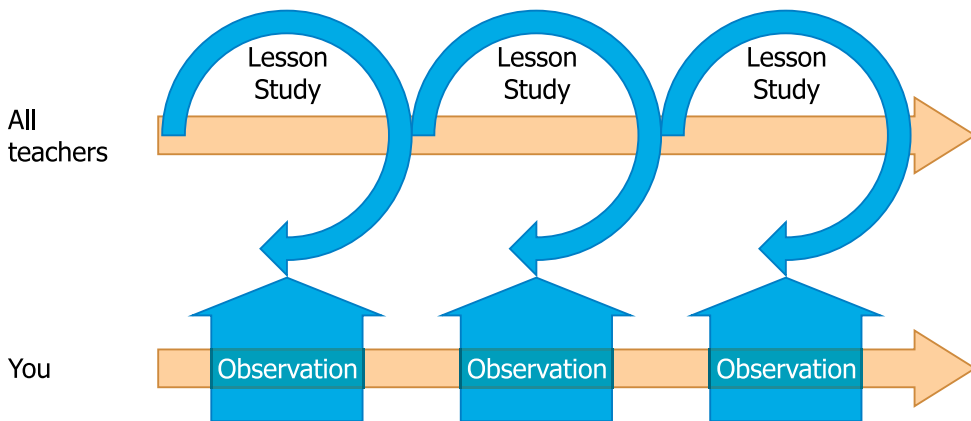 Lesson
Study
Lesson
Study
Lesson
Study
All
teachers
You
Observation
Observation
Observation